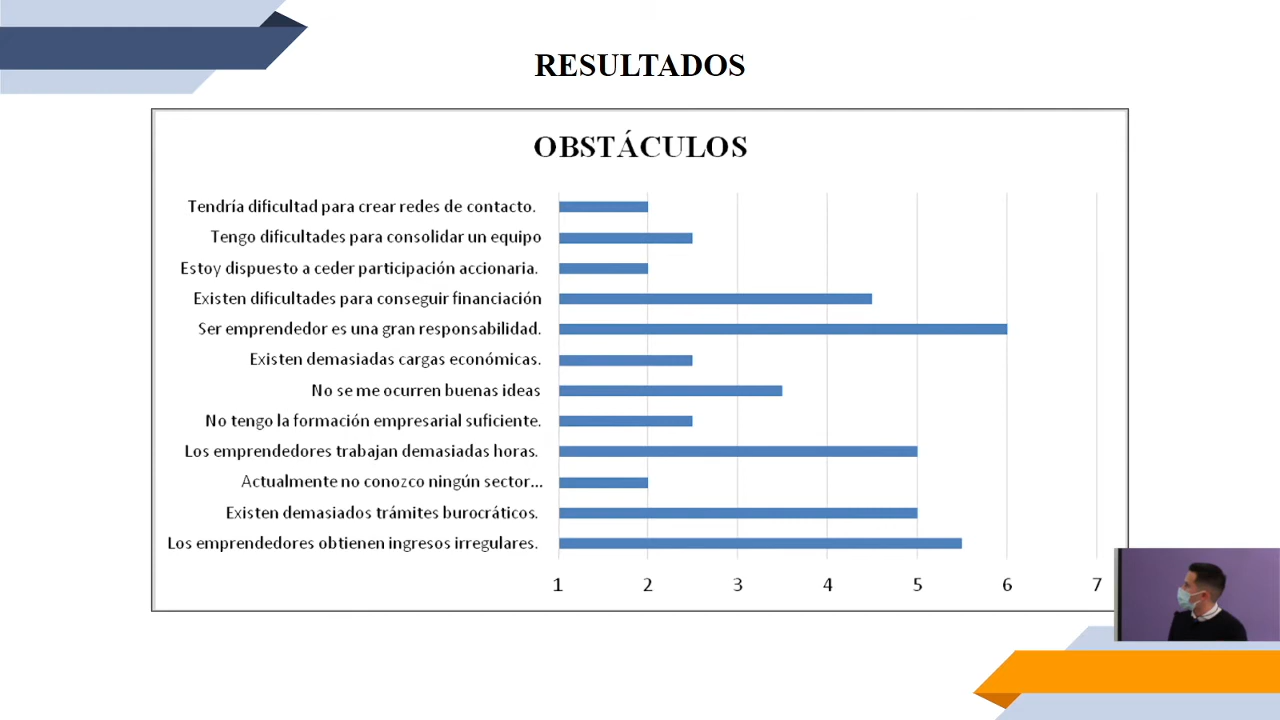 RESULTADOS
OBSTÁCULOS
Tendría dificultad para crear redes de contacto.
Tengo dificultades para consolidar un equipo
Estoy dispuesto a ceder participación accionaria.
Existen dificultades para conseguir financiación
Ser emprendedor es una gran responsabilidad.
Existen demasiadas cargas económicas.
No se me ocurren buenas ideas
No tengo la formación empresarial suficiente.
Los emprendedores trabajan demasiadas horas.
Actualmente no conozco ningún sector...
Existen demasiados trámites burocráticos.
Los emprendedores obtienen ingresos irregulares.
1 2 3 4 5 6 7